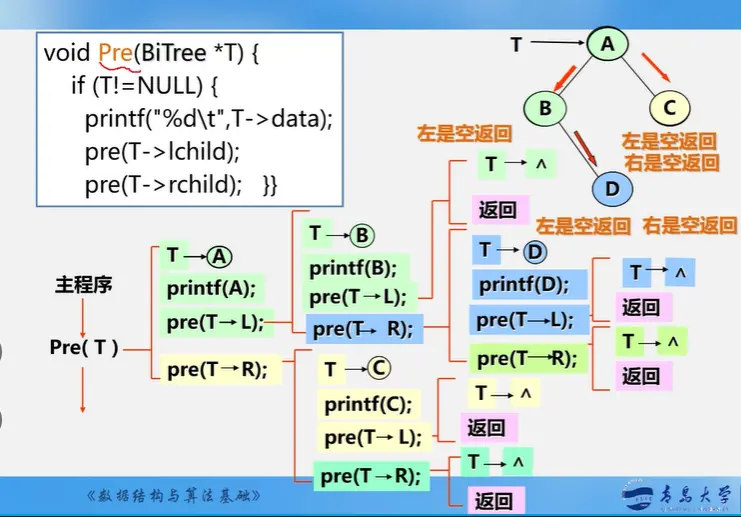 void Pre(BiTree *T) {
if (T!=NULL) {
printf("%d\t",T->data);
pre(T->lchild);
pre(T->rchild); }}
T
A
B
C
D
左是空返回
左是空返回
右是空返回
左是空返回 右是空返回
主程序
Pre( T )
T→A
printf(A);
pre(T→L);
pre(T→R);
T→B
printf(B);
pre(T→L);
pre(T→ R);
T→∧
返回
T→D
printf(D);
pre(T→L);
pre(T→R);
T→∧
返回
T→∧
返回
T→C
printf(C);
pre(T→ L);
pre(T→R);
T→∧
返回
T→∧
返回
《数据结构与算法基础》
青岛大学